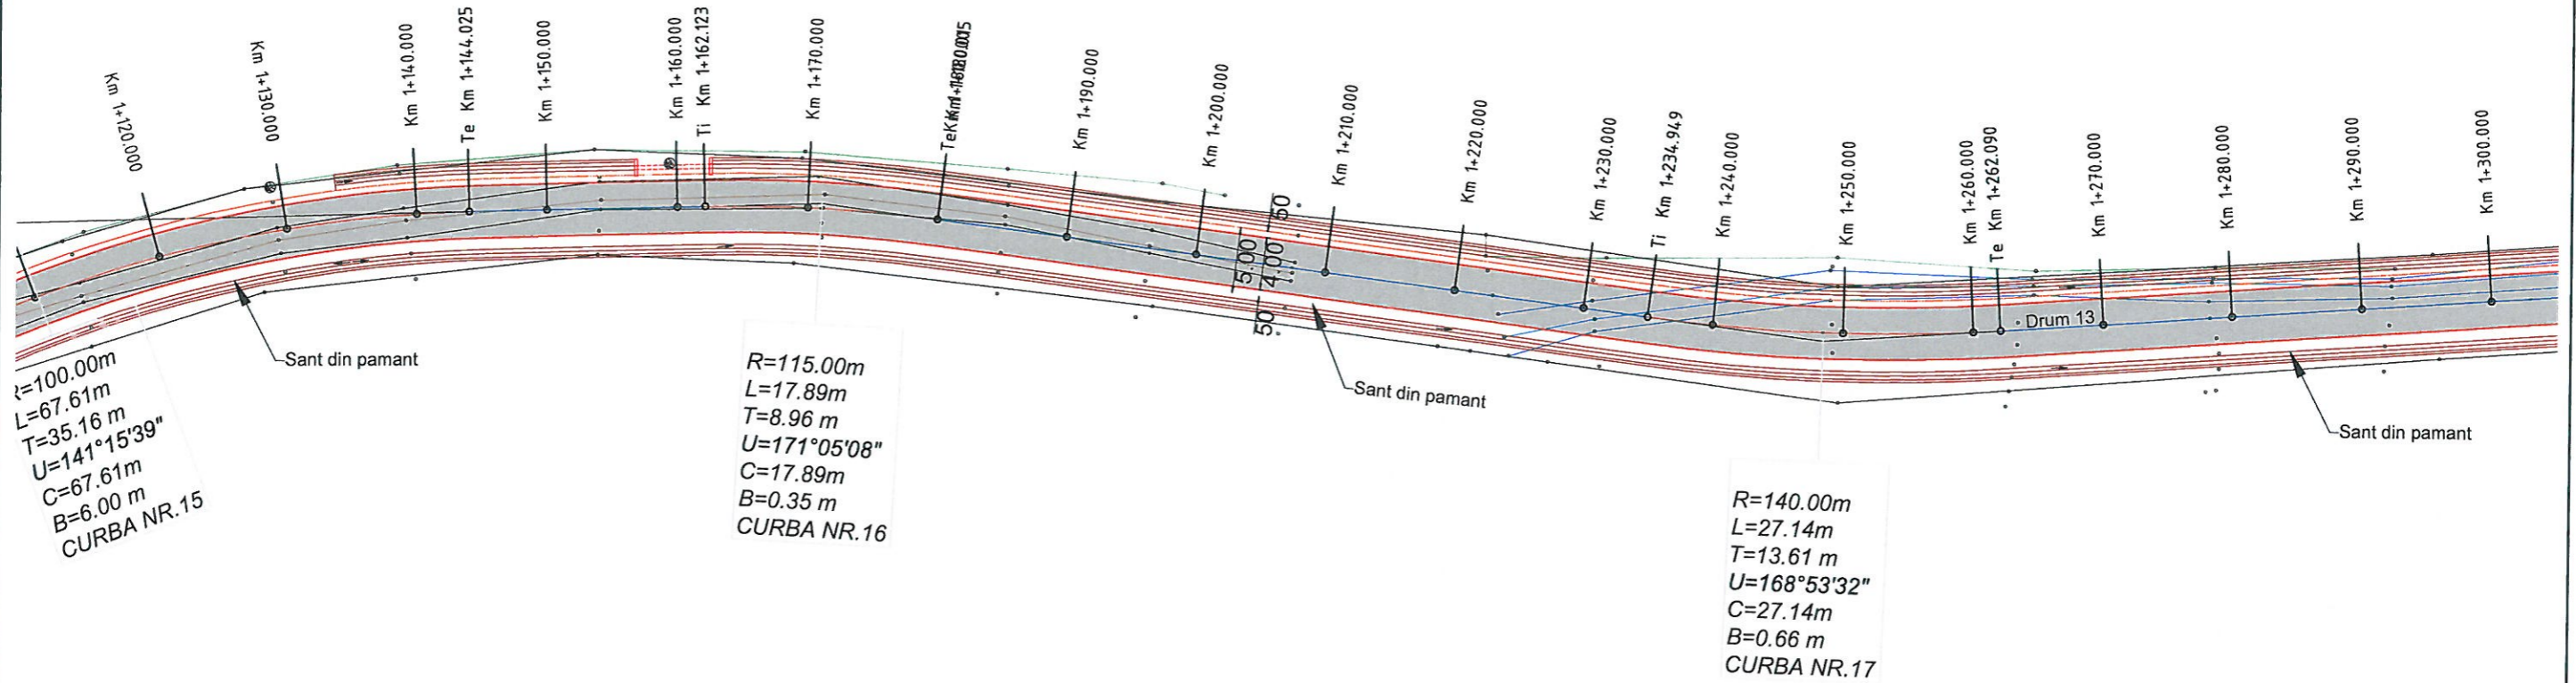 Km 1+120.000
Km 1+130.000
Km 1+140.000
Te Km 1+144.025
Km 1+150.000
Km 1+160.000
Ti Km 1+162.123
Km 1+170.000
Te
Km 1+190.000
Km 1+200.000
Km 1+210.000
Km 1+220.000
Km 1+230.000
Ti Km 1+234.949
Km 1+240.000
Km 1+250.000
Km 1+260.000
Te Km 1+262.090
Km 1+270.000
Km 1+280.000
Km 1+290.000
Km 1+300.000
50
5.00
4.00
50
Drum 13
Sant din pamant
Sant din pamant
Sant din pamant
R=100.00m
L=67.61m
T=35.16 m
U=141°15'39"
C=67.61m
B=6.00 m
CURBA NR.15
R=115.00m
L=17.89m
T=8.96 m
U=171°05'08"
C=17.89m
B=0.35 m
CURBA NR.16
R=140.00m
L=27.14m
T=13.61 m
U=168°53'32"
C=27.14m
B=0.66 m
CURBA NR.17